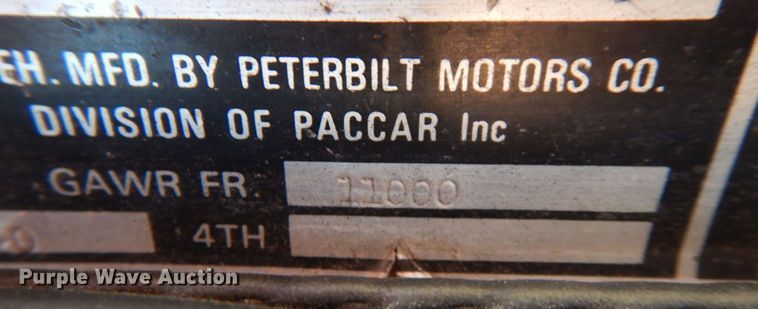 EH. MFD. BY PETERBILT MOTORS CO.
DIVISION OF PACCAR Inc
GAWR FR. 11000
4TH
Purple Wave Auction